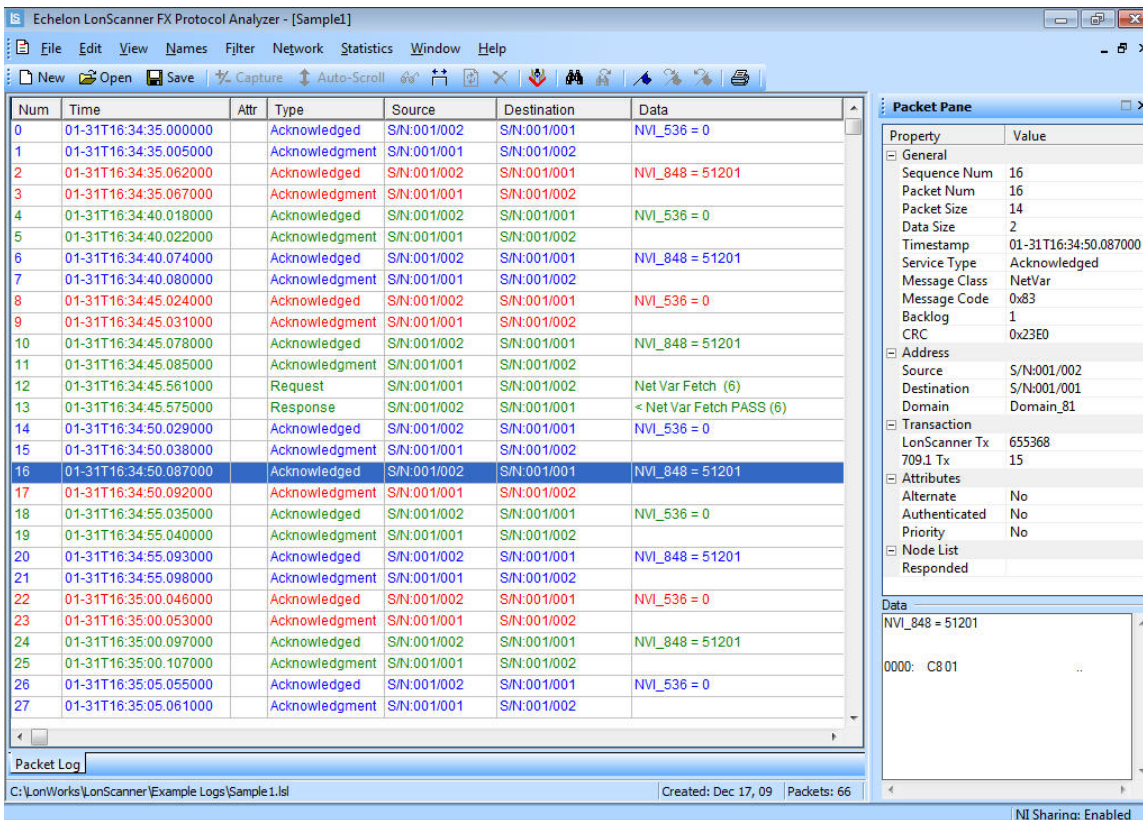 Echelon LonScanner FX Protocol Analyzer - [Sample1]
File Edit View Names Filter Network Statistics Window Help
New Open Save Capture Auto-Scroll
Num Time Attr Type Source Destination Data
0 01-31T16:34:35.000000 Acknowledged S/N:001/002 S/N:001/001 NVI_536 = 0
1 01-31T16:34:35.005000 Acknowledgment S/N:001/001 S/N:001/002
2 01-31T16:34:35.062000 Acknowledged S/N:001/002 S/N:001/001 NVI_848 = 51201
3 01-31T16:34:35.067000 Acknowledgment S/N:001/001 S/N:001/002
4 01-31T16:34:40.018000 Acknowledged S/N:001/002 S/N:001/001 NVI_536 = 0
5 01-31T16:34:40.022000 Acknowledgment S/N:001/001 S/N:001/002
6 01-31T16:34:40.074000 Acknowledged S/N:001/002 S/N:001/001 NVI_848 = 51201
7 01-31T16:34:40.080000 Acknowledgment S/N:001/001 S/N:001/002
8 01-31T16:34:45.024000 Acknowledged S/N:001/002 S/N:001/001 NVI_536 = 0
9 01-31T16:34:45.031000 Acknowledgment S/N:001/001 S/N:001/002
10 01-31T16:34:45.078000 Acknowledged S/N:001/002 S/N:001/001 NVI_848 = 51201
11 01-31T16:34:45.085000 Acknowledgment S/N:001/001 S/N:001/002
12 01-31T16:34:45.561000 Request S/N:001/001 S/N:001/002 Net Var Fetch (6)
13 01-31T16:34:45.575000 Response S/N:001/002 S/N:001/001 < Net Var Fetch PASS (6)
14 01-31T16:34:50.029000 Acknowledged S/N:001/002 S/N:001/001 NVI_536 = 0
15 01-31T16:34:50.038000 Acknowledgment S/N:001/001 S/N:001/002
16 01-31T16:34:50.087000 Acknowledged S/N:001/002 S/N:001/001 NVI_848 = 51201
17 01-31T16:34:50.092000 Acknowledgment S/N:001/001 S/N:001/002
18 01-31T16:34:55.035000 Acknowledged S/N:001/002 S/N:001/001 NVI_536 = 0
19 01-31T16:34:55.040000 Acknowledgment S/N:001/001 S/N:001/002
20 01-31T16:34:55.093000 Acknowledged S/N:001/002 S/N:001/001 NVI_848 = 51201
21 01-31T16:34:55.098000 Acknowledgment S/N:001/001 S/N:001/002
22 01-31T16:35:00.046000 Acknowledged S/N:001/002 S/N:001/001 NVI_536 = 0
23 01-31T16:35:00.053000 Acknowledgment S/N:001/001 S/N:001/002
24 01-31T16:35:00.097000 Acknowledged S/N:001/002 S/N:001/001 NVI_848 = 51201
25 01-31T16:35:00.107000 Acknowledgment S/N:001/001 S/N:001/002
26 01-31T16:35:05.055000 Acknowledged S/N:001/002 S/N:001/001 NVI_536 = 0
27 01-31T16:35:05.061000 Acknowledgment S/N:001/001 S/N:001/002
Packet Log
C:\LonWorks\LonScanner\Example Logs\Sample1.lsl Created: Dec 17, 09 Packets: 66
Packet Pane
Property Value
General
Sequence Num 16
Packet Num 16
Packet Size 14
Data Size 2
Timestamp 01-31T16:34:50.087000
Service Type Acknowledged
Message Class NetVar
Message Code 0x83
Backlog 1
CRC 0x23E0
Address
Source S/N:001/002
Destination S/N:001/001
Domain Domain_81
Transaction
LonScanner Tx 655368
709.1 Tx 15
Attributes
Alternate No
Authenticated No
Priority No
Node List
Responded
Data
NVI_848 = 51201
0000: C8 01 ..
NI Sharing: Enabled